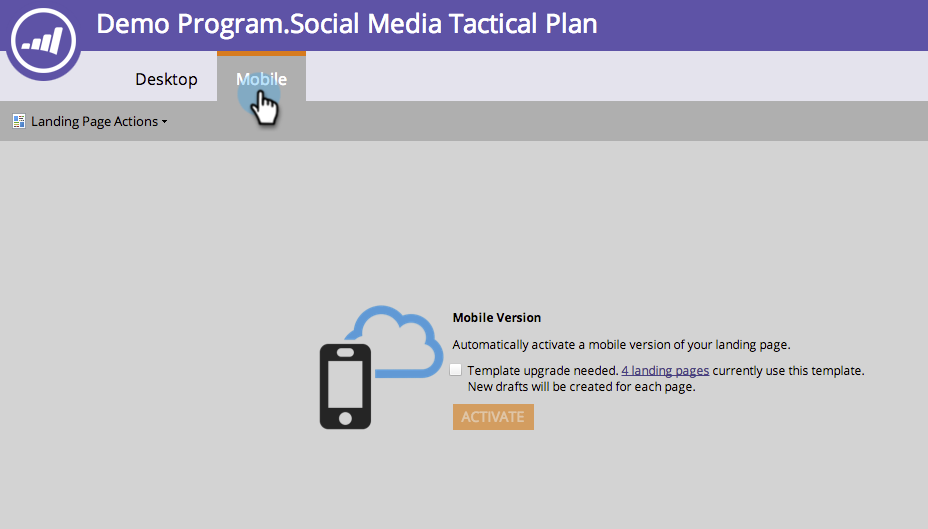 Demo Program.Social Media Tactical Plan
Desktop
Mobile
Landing Page Actions
Mobile Version
Automatically activate a mobile version of your landing page.
Template upgrade needed. 4 landing pages currently use this template.
New drafts will be created for each page.
ACTIVATE